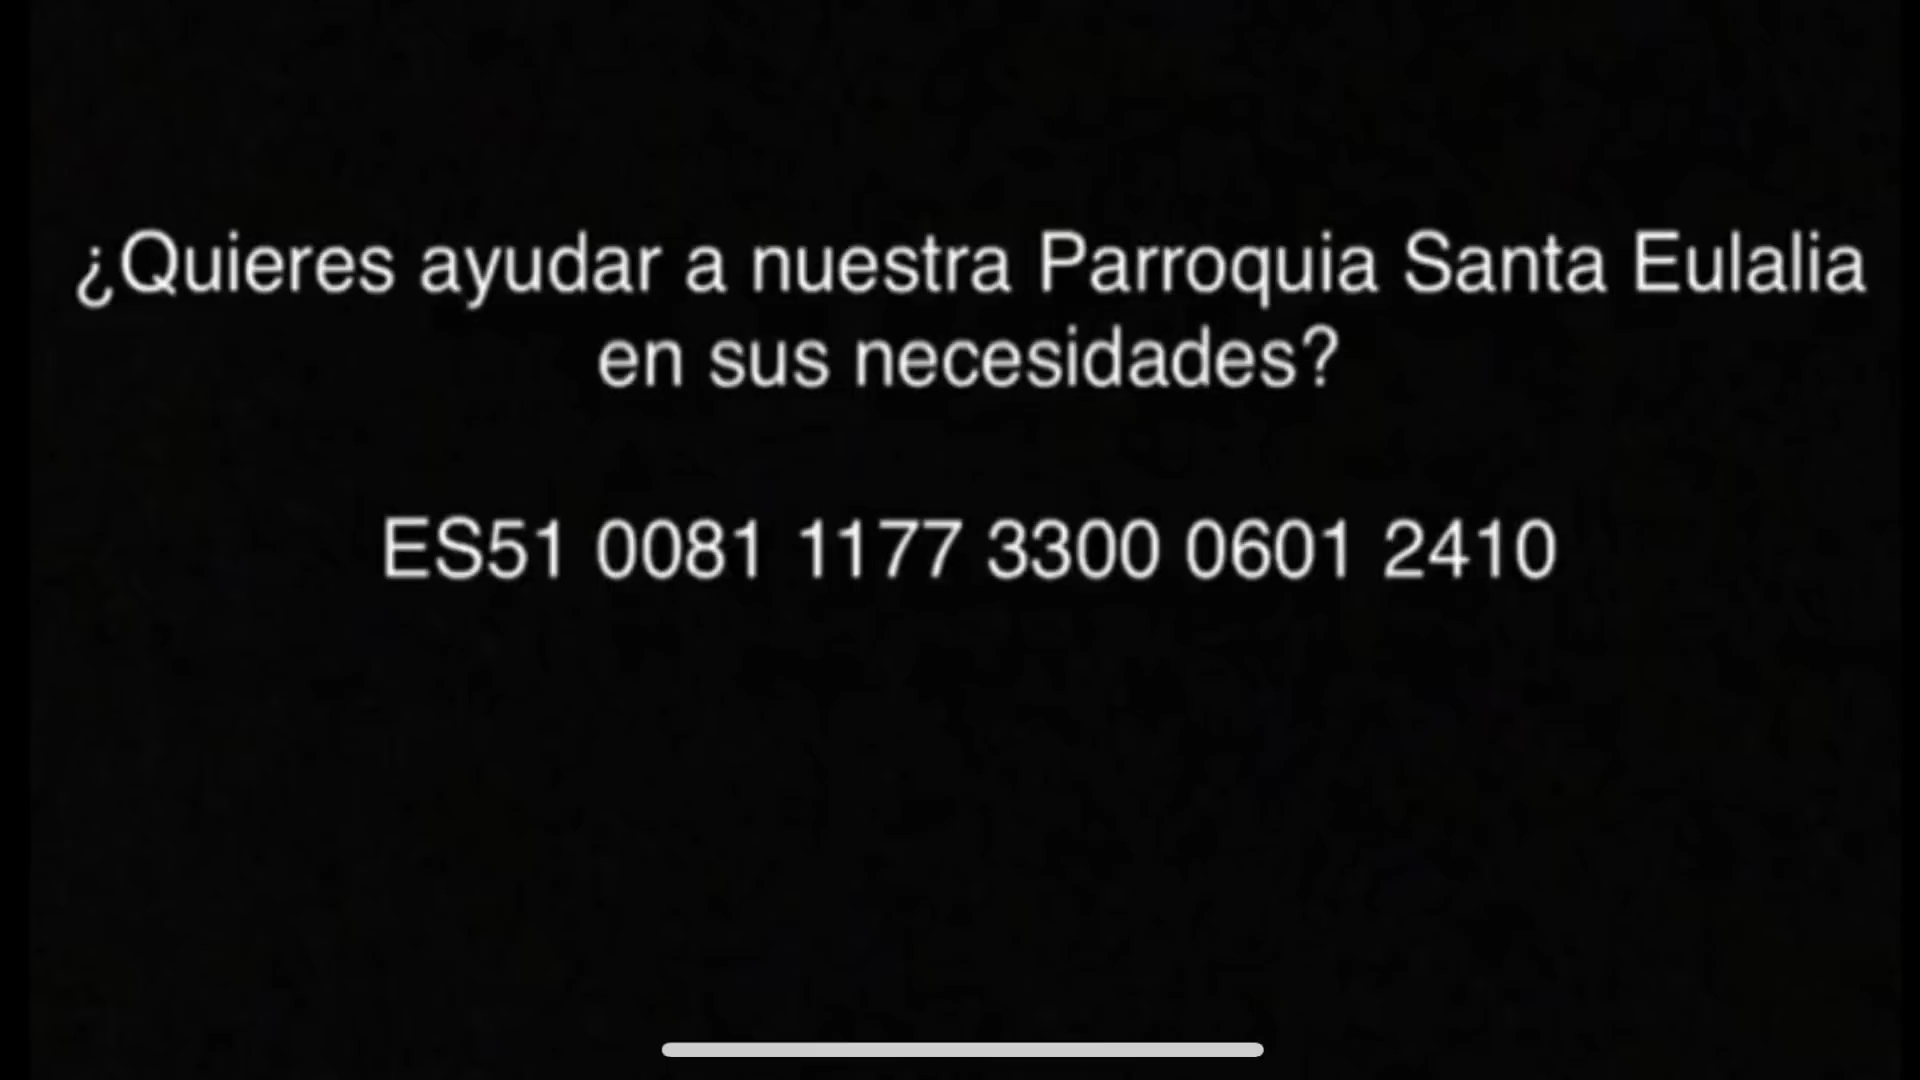 ¿Quieres ayudar a nuestra Parroquia Santa Eulalia
en sus necesidades?
ES51 0081 1177 3300 0601 2410